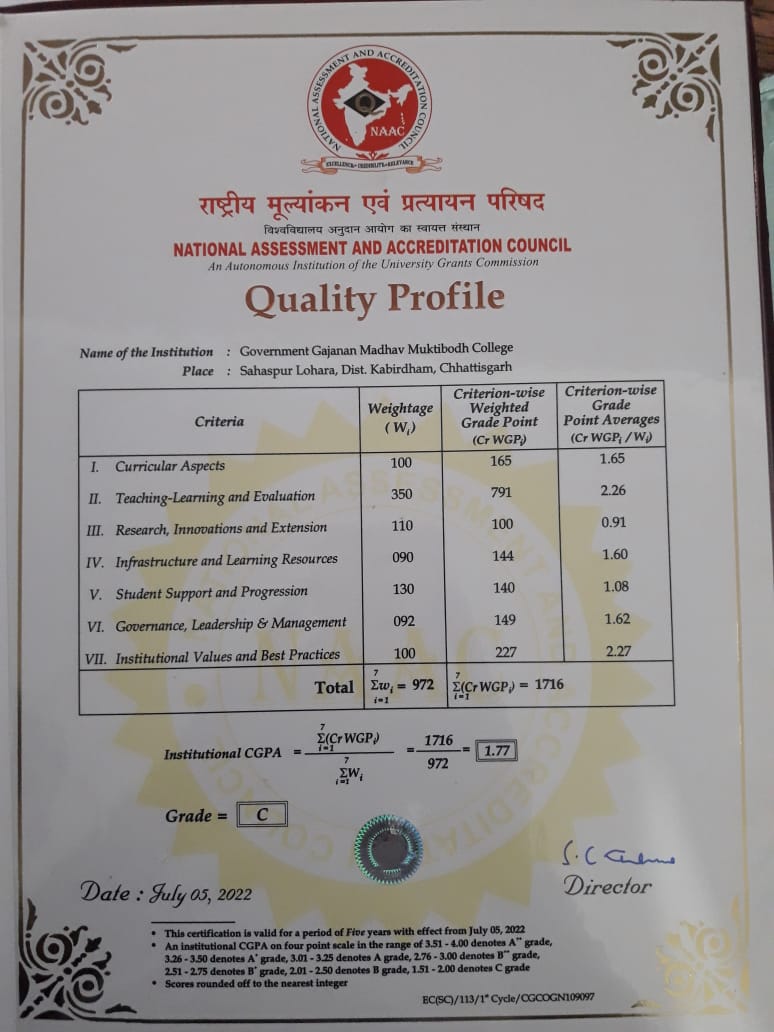 NATIONAL ASSESSMENT AND ACCREDITATION COUNCIL
NAAC
EXCELLENCE • CREDIBILITY • RELEVANCE
राष्ट्रीय मूल्यांकन एवं प्रत्यायन परिषद
विश्वविद्यालय अनुदान आयोग का स्वायत्त संस्थान
NATIONAL ASSESSMENT AND ACCREDITATION COUNCIL
An Autonomous Institution of the University Grants Commission
Quality Profile
Name of the Institution : Government Gajanan Madhav Muktibodh College
Place : Sahaspur Lohara, Dist. Kabirdham, Chhattisgarh
Criteria
Weightage
(Wi)
Criterion-wise
Weighted
Grade Point
(Cr WGPi)
Criterion-wise
Grade
Point Averages
(Cr WGPi / Wi)
I. Curricular Aspects 100 165 1.65
II. Teaching-Learning and Evaluation 350 791 2.26
III. Research, Innovations and Extension 110 100 0.91
IV. Infrastructure and Learning Resources 090 144 1.60
V. Student Support and Progression 130 140 1.08
VI. Governance, Leadership & Management 092 149 1.62
VII. Institutional Values and Best Practices 100 227 2.27
Total 7 Σwi = 972 i=1 7 Σ(Cr WGPi) = 1716 i=1
Institutional CGPA = 7 Σ(Cr WGPi) i=1 / 7 ΣWi i=1 = 1716 / 972 = 1.77
Grade = C
Date : July 05, 2022
Director
• This certification is valid for a period of Five years with effect from July 05, 2022
• An institutional CGPA on four point scale in the range of 3.51 - 4.00 denotes A++ grade,
3.26 - 3.50 denotes A+ grade, 3.01 - 3.25 denotes A grade, 2.76 - 3.00 denotes B++ grade,
2.51 - 2.75 denotes B+ grade, 2.01 - 2.50 denotes B grade, 1.51 - 2.00 denotes C grade
• Scores rounded off to the nearest integer
EC(SC)/113/1st Cycle/CGCOGN109097